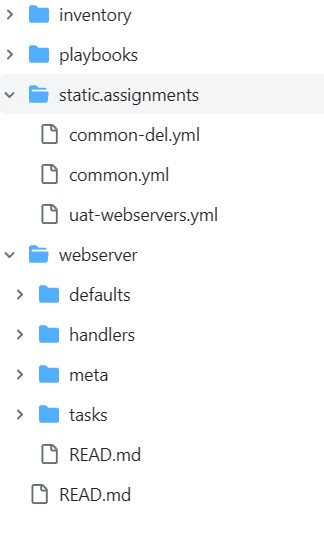 inventory
playbooks
static.assignments
common-del.yml
common.yml
uat-webservers.yml
webserver
defaults
handlers
meta
tasks
READ.md
READ.md